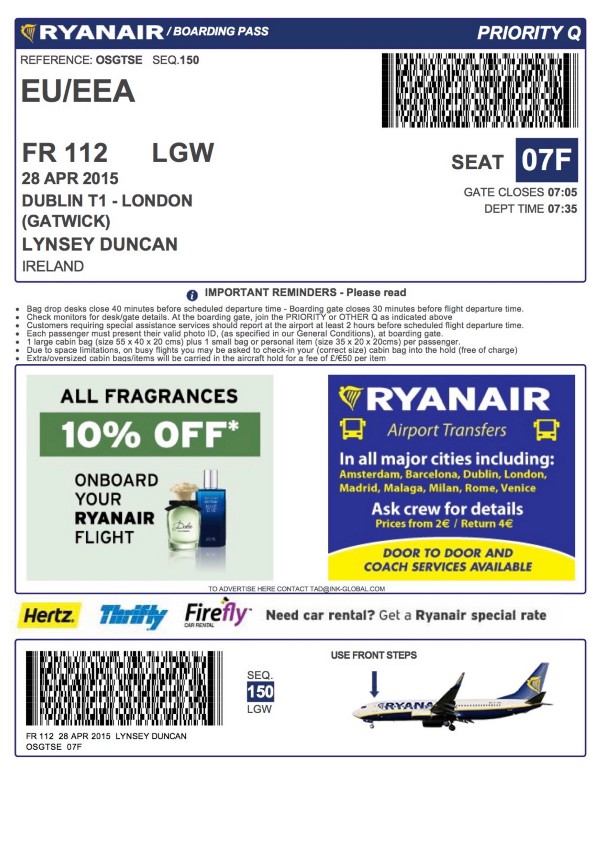 RYANAIR / BOARDING PASS PRIORITY Q
REFERENCE: OSGTSE SEQ.150
EU/EEA
FR 112 LGW
28 APR 2015
DUBLIN T1 - LONDON
(GATWICK)
LYNSEY DUNCAN
IRELAND
SEAT 07F
GATE CLOSES 07:05
DEPT TIME 07:35
i IMPORTANT REMINDERS - Please read
• Bag drop desks close 40 minutes before scheduled departure time - Boarding gate closes 30 minutes before flight departure time.
• Check monitors for desk/gate details. At the boarding gate, join the PRIORITY or OTHER Q as indicated above
• Customers requiring special assistance services should report at the airport at least 2 hours before scheduled flight departure time.
• Each passenger must present their valid photo ID, (as specified in our General Conditions), at boarding gate.
• 1 large cabin bag (size 55 x 40 x 20 cms) plus 1 small bag or personal item (size 35 x 20 x 20cms) per passenger.
• Due to space limitations, on busy flights you may be asked to check-in your (correct size) cabin bag into the hold (free of charge)
• Extra/oversized cabin bags/items will be carried in the aircraft hold for a fee of £/€50 per item
ALL FRAGRANCES
10% OFF*
ONBOARD
YOUR
RYANAIR
FLIGHT
RYANAIR
Airport Transfers
In all major cities including:
Amsterdam, Barcelona, Dublin, London,
Madrid, Malaga, Milan, Rome, Venice
Ask crew for details
Prices from 2€ / Return 4€
DOOR TO DOOR AND
COACH SERVICES AVAILABLE
TO ADVERTISE HERE CONTACT TAD@INK-GLOBAL.COM
Hertz. Thrifty Firefly CAR RENTAL Need car rental? Get a Ryanair special rate
SEQ.
150
LGW
USE FRONT STEPS
RYANAIR
FR 112 28 APR 2015 LYNSEY DUNCAN
OSGTSE 07F